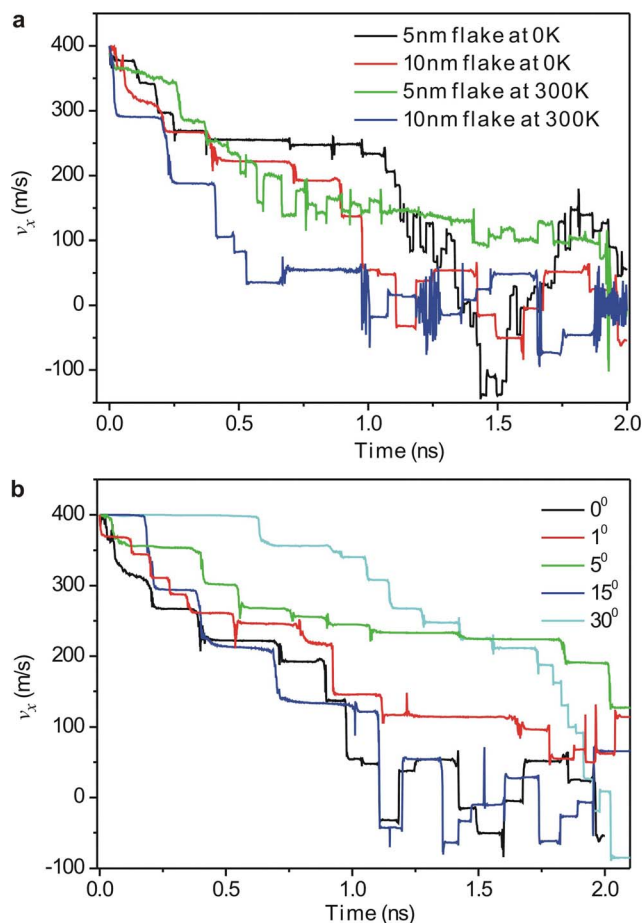 a
5nm flake at 0K
10nm flake at 0K
5nm flake at 300K
10nm flake at 300K
400
300
200
100
0
-100
vₓ (m/s)
0.0 0.5 1.0 1.5 2.0
Time (ns)
b
0⁰
1⁰
5⁰
15⁰
30⁰
400
300
200
100
0
-100
vₓ (m/s)
0.0 0.5 1.0 1.5 2.0
Time (ns)